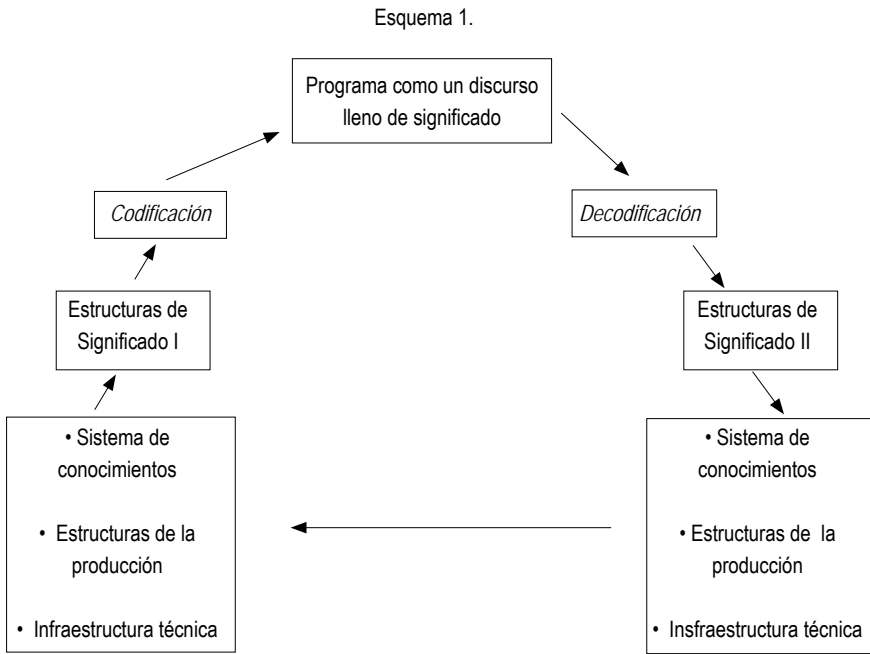 Esquema 1.
Programa como un discurso
lleno de significado
Codificación
Decodificación
Estructuras de
Significado I
Estructuras de
Significado II
• Sistema de
conocimientos
• Estructuras de la
producción
• Infraestructura técnica
• Sistema de
conocimientos
• Estructuras de la
producción
• Insfraestructura técnica